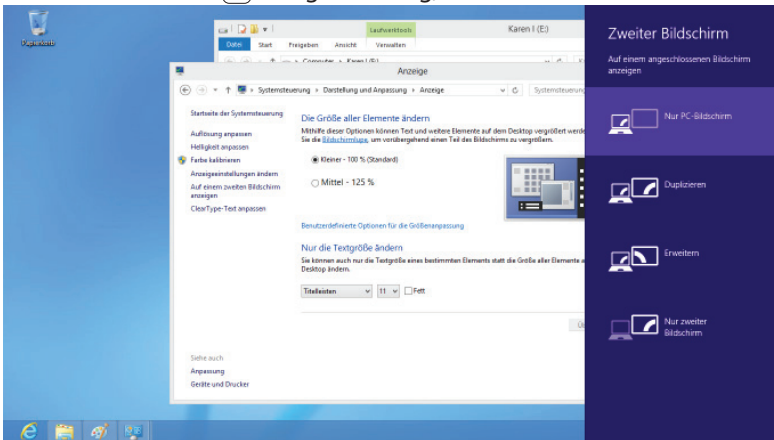 Papierkorb
Laufwerktools
Karen I (E:)
Datei Start Freigeben Ansicht Verwalten
Anzeige
Systemsteuerung Darstellung und Anpassung Anzeige
Startseite der Systemsteuerung
Auflösung anpassen
Helligkeit anpassen
Farbe kalibrieren
Anzeigeeinstellungen ändern
Auf einem zweiten Bildschirm
anzeigen
ClearType-Text anpassen
Siehe auch
Anpassung
Geräte und Drucker
Die Größe aller Elemente ändern
Mithilfe dieser Optionen können Text und weitere Elemente auf dem Desktop vergrößert
Sie die Bildschirmlupe, um vorübergehend einen Teil des Bildschirms zu vergrößern.
Kleiner - 100 % (Standard)
Mittel - 125 %
Benutzerdefinierte Optionen für die Größenanpassung
Nur die Textgröße ändern
Sie können auch nur die Textgröße eines bestimmten Elements statt die Größe aller Elemente
Desktop ändern.
Titelleisten 11 Fett
Zweiter Bildschirm
Auf einem angeschlossenen Bildschirm
anzeigen
Nur PC-Bildschirm
Duplizieren
Erweitern
Nur zweiter
Bildschirm